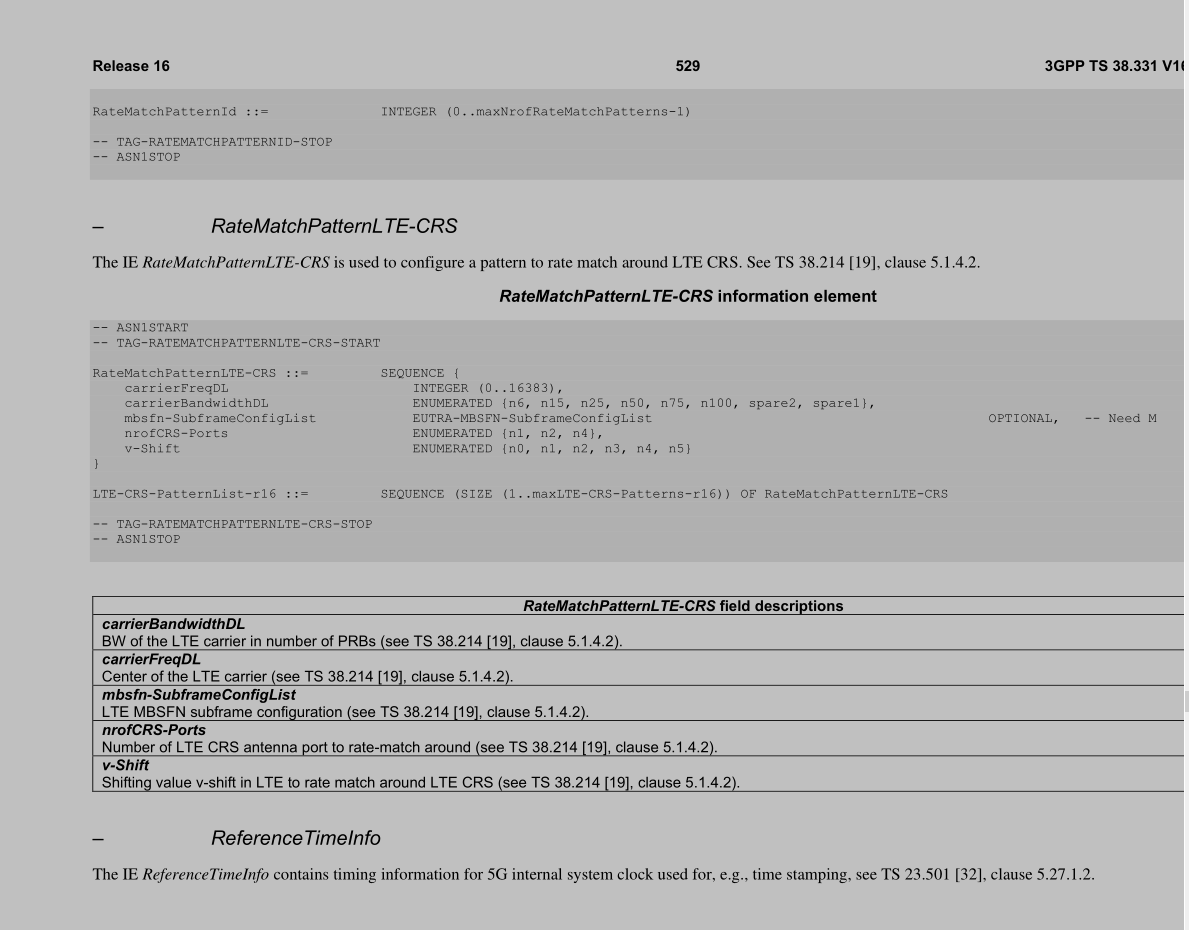 Release 16 529 3GPP TS 38.331 V16
RateMatchPatternId ::= INTEGER (0..maxNrofRateMatchPatterns-1)
-- TAG-RATEMATCHPATTERNID-STOP
-- ASN1STOP
– RateMatchPatternLTE-CRS
The IE RateMatchPatternLTE-CRS is used to configure a pattern to rate match around LTE CRS. See TS 38.214 [19], clause 5.1.4.2.
RateMatchPatternLTE-CRS information element
-- ASN1START
-- TAG-RATEMATCHPATTERNLTE-CRS-START
RateMatchPatternLTE-CRS ::= SEQUENCE {
carrierFreqDL INTEGER (0..16383),
carrierBandwidthDL ENUMERATED {n6, n15, n25, n50, n75, n100, spare2, spare1},
mbsfn-SubframeConfigList EUTRA-MBSFN-SubframeConfigList OPTIONAL, -- Need M
nrofCRS-Ports ENUMERATED {n1, n2, n4},
v-Shift ENUMERATED {n0, n1, n2, n3, n4, n5}
}
LTE-CRS-PatternList-r16 ::= SEQUENCE (SIZE (1..maxLTE-CRS-Patterns-r16)) OF RateMatchPatternLTE-CRS
-- TAG-RATEMATCHPATTERNLTE-CRS-STOP
-- ASN1STOP
RateMatchPatternLTE-CRS field descriptions
carrierBandwidthDL
BW of the LTE carrier in number of PRBs (see TS 38.214 [19], clause 5.1.4.2).
carrierFreqDL
Center of the LTE carrier (see TS 38.214 [19], clause 5.1.4.2).
mbsfn-SubframeConfigList
LTE MBSFN subframe configuration (see TS 38.214 [19], clause 5.1.4.2).
nrofCRS-Ports
Number of LTE CRS antenna port to rate-match around (see TS 38.214 [19], clause 5.1.4.2).
v-Shift
Shifting value v-shift in LTE to rate match around LTE CRS (see TS 38.214 [19], clause 5.1.4.2).
– ReferenceTimeInfo
The IE ReferenceTimeInfo contains timing information for 5G internal system clock used for, e.g., time stamping, see TS 23.501 [32], clause 5.27.1.2.